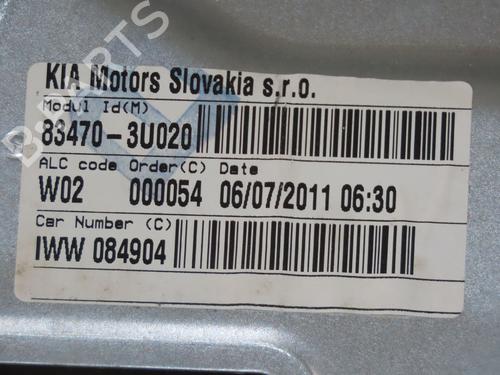 B-PARTS
KIA Motors Slovakia s.r.o.
Modul Id(M)
83470-3U020
ALC code Order(C) Date
W02 000054 06/07/2011 06:30
Car Number (C)
IWW 084904